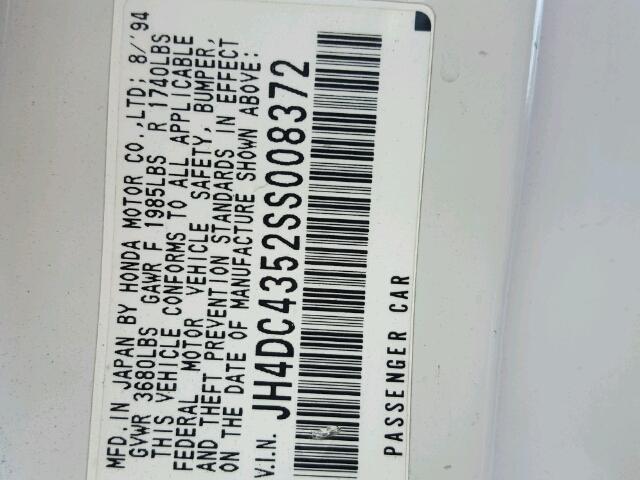 MFD. IN JAPAN BY HONDA MOTOR CO., LTD; 8/'94
GVWR 3680LBS GAWR F 1985LBS R 1740LBS
THIS VEHICLE CONFORMS TO ALL APPLICABLE
FEDERAL MOTOR VEHICLE SAFETY, BUMPER,
AND THEFT PREVENTION STANDARDS IN EFFECT
ON THE DATE OF MANUFACTURE SHOWN ABOVE:
V.I.N. JH4DC4352SS008372
PASSENGER CAR